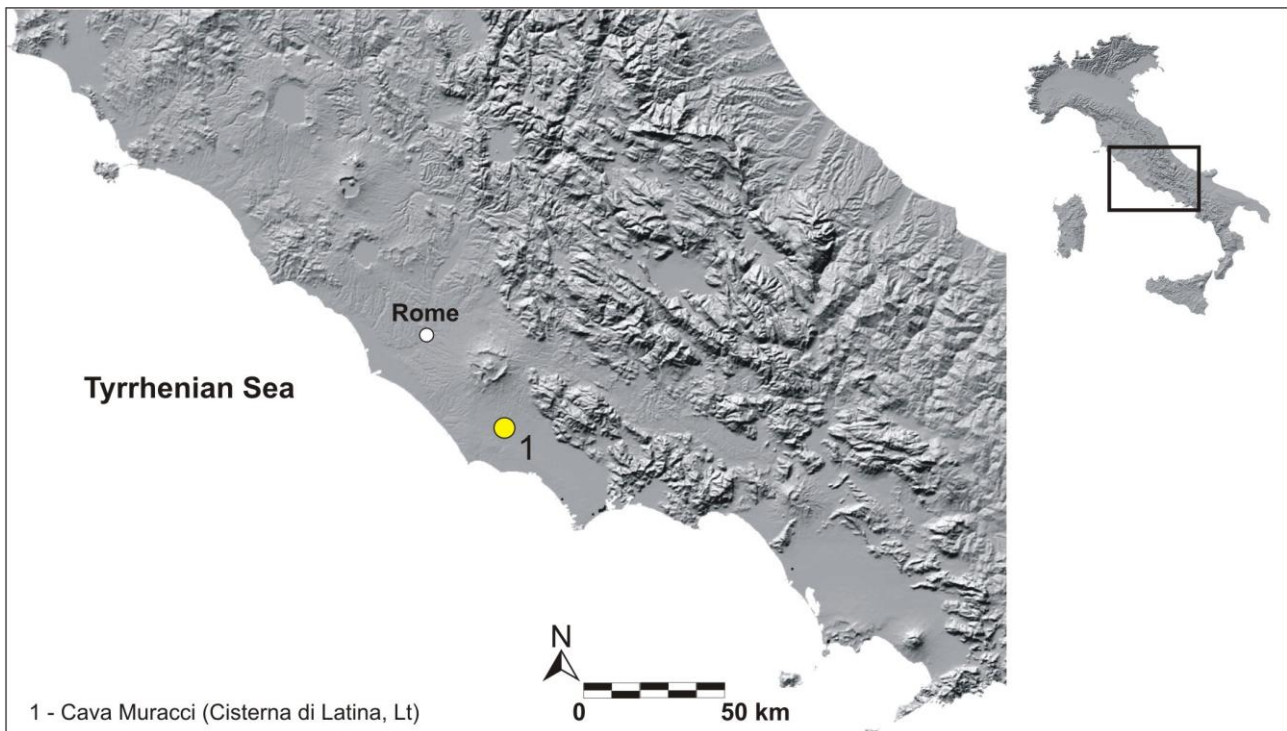 Rome
Tyrrhenian Sea
1
N
0 50 km
1 - Cava Muracci (Cisterna di Latina, Lt)